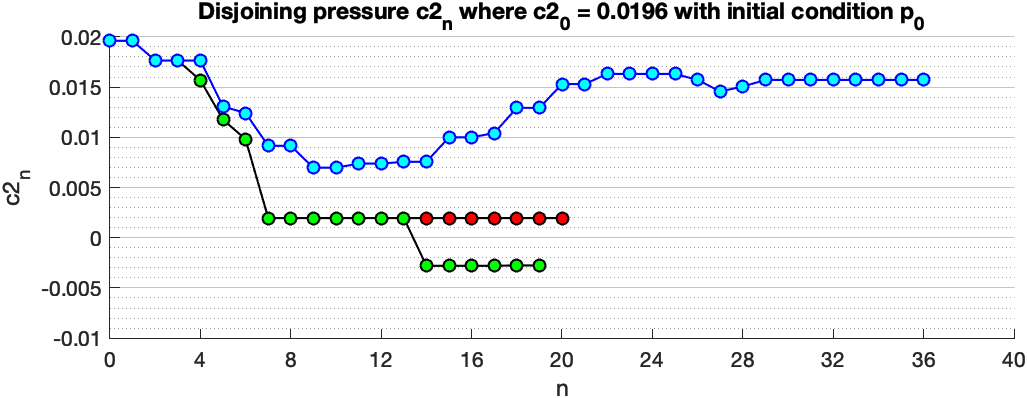 Disjoining pressure c2n where c20 = 0.0196 with initial condition p0
0.02
0.015
0.01
0.005
0
-0.005
-0.01
c2n
0 4 8 12 16 20 24 28 32 36 40
n